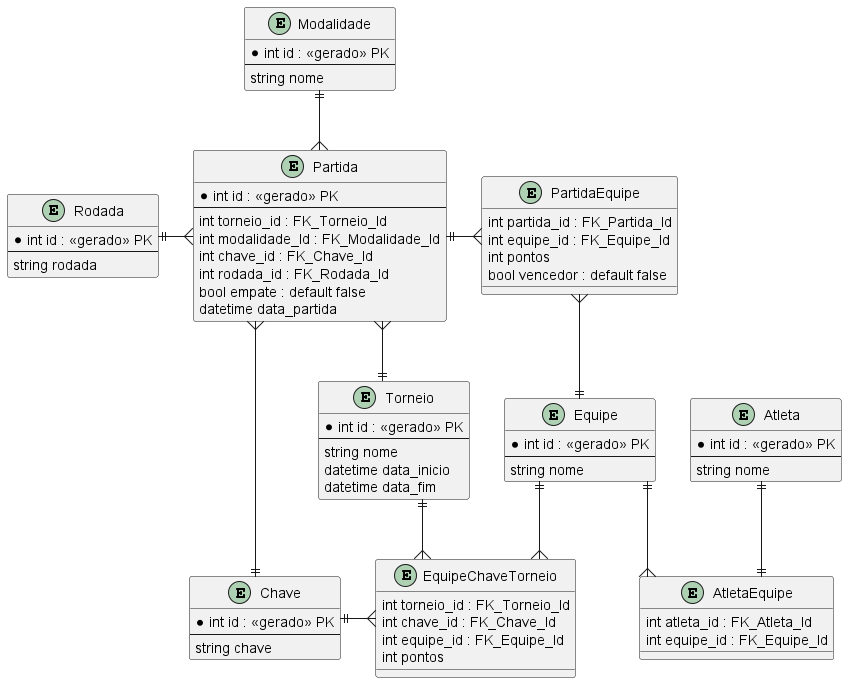 E Modalidade
int id : «gerado» PK
string nome
E Partida
int id : «gerado» PK
int torneio_id : FK_Torneio_Id
int modalidade_Id : FK_Modalidade_Id
int chave_id : FK_Chave_Id
int rodada_id : FK_Rodada_Id
bool empate : default false
datetime data_partida
E PartidaEquipe
int partida_id : FK_Partida_Id
int equipe_id : FK_Equipe_Id
int pontos
bool vencedor : default false
E Rodada
int id : «gerado» PK
string rodada
E Torneio
int id : «gerado» PK
string nome
datetime data_inicio
datetime data_fim
E Equipe
int id : «gerado» PK
string nome
E Atleta
int id : «gerado» PK
string nome
E Chave
int id : «gerado» PK
string chave
E EquipeChaveTorneio
int torneio_id : FK_Torneio_Id
int chave_id : FK_Chave_Id
int equipe_id : FK_Equipe_Id
int pontos
E AtletaEquipe
int atleta_id : FK_Atleta_Id
int equipe_id : FK_Equipe_Id